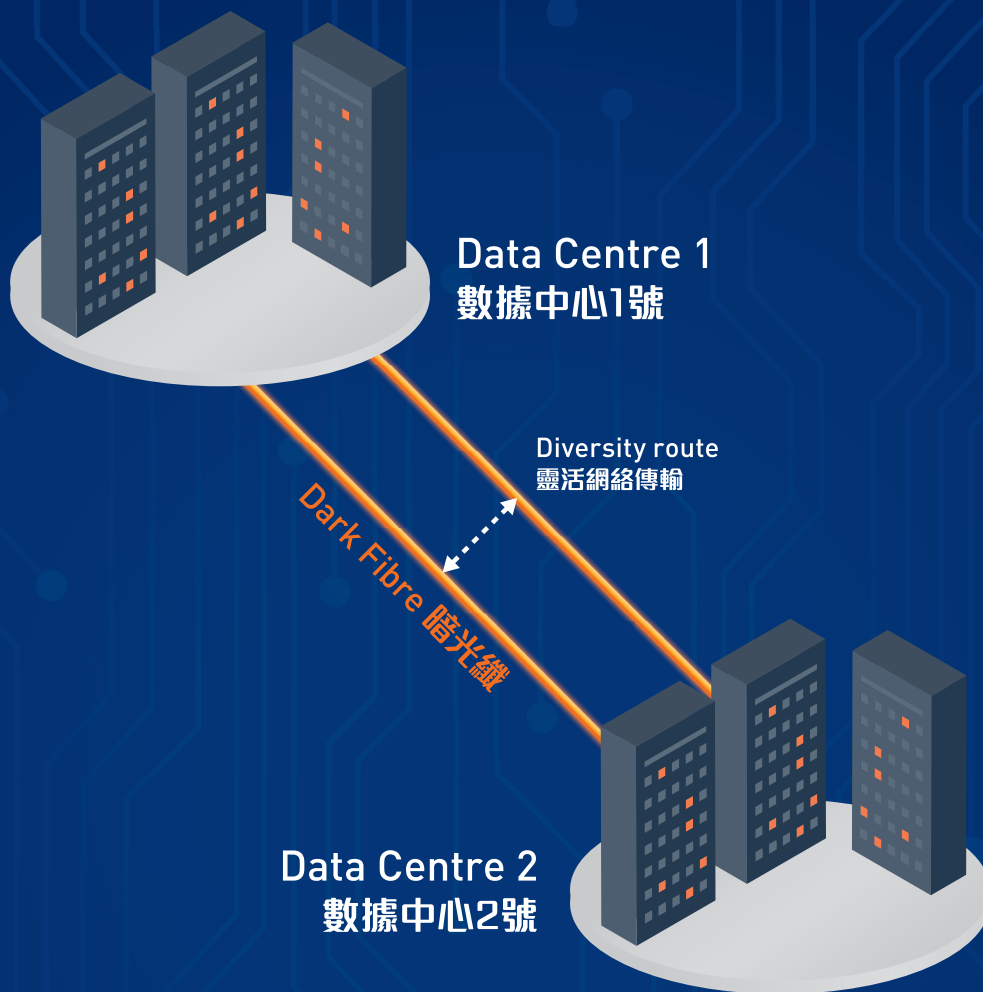 Data Centre 1
數據中心1號
Diversity route
靈活網絡傳輸
Dark Fibre 暗光纖
Data Centre 2
數據中心2號